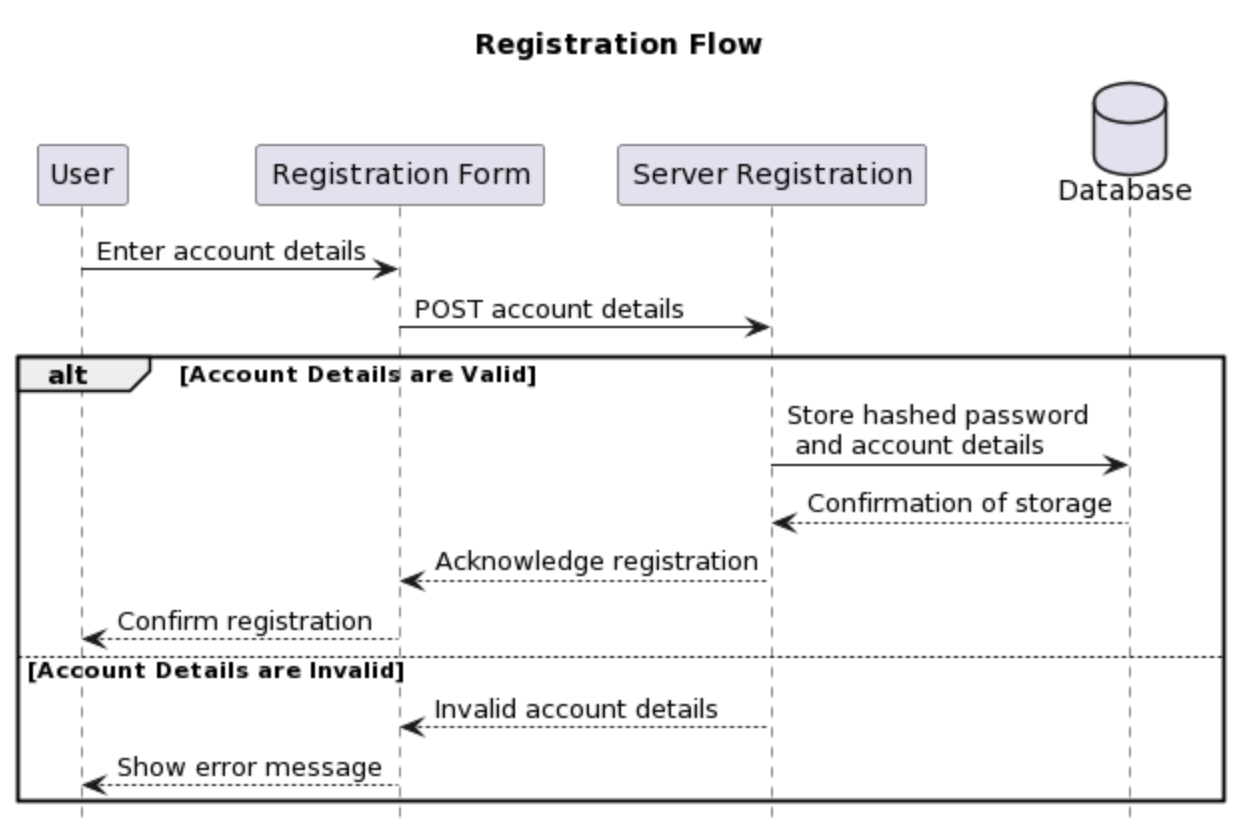 Registration Flow
User
Registration Form
Server Registration
Database
Enter account details
POST account details
alt
[Account Details are Valid]
Store hashed password
and account details
Confirmation of storage
Acknowledge registration
Confirm registration
[Account Details are Invalid]
Invalid account details
Show error message